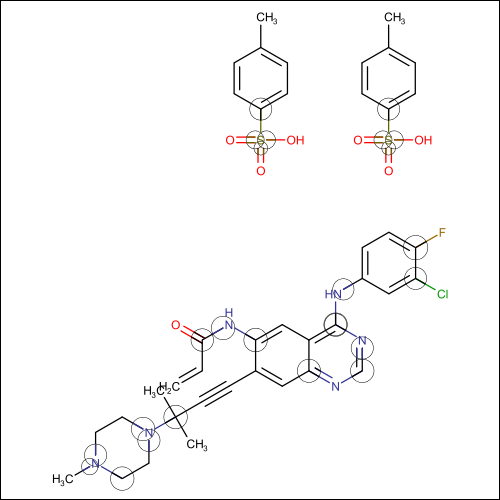 CH3 CH3
O S OH O S OH
O O
O O
F
HN Cl
H
O N N
H2C N
H3C
N CH3
N
H3C